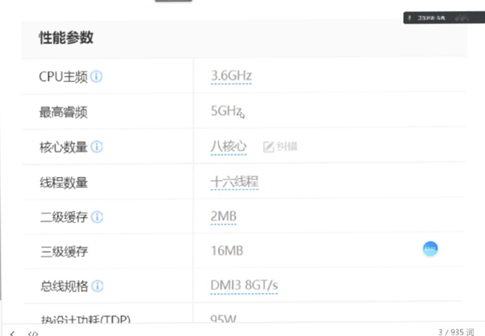 性能参数
CPU主频 3.6GHz
最高睿频 5GHz
核心数量 八核心 纠错
线程数量 十六线程
二级缓存 2MB
三级缓存 16MB
总线规格 DMI3 8GT/s
热设计功耗(TDP) 95W
3 / 935 词